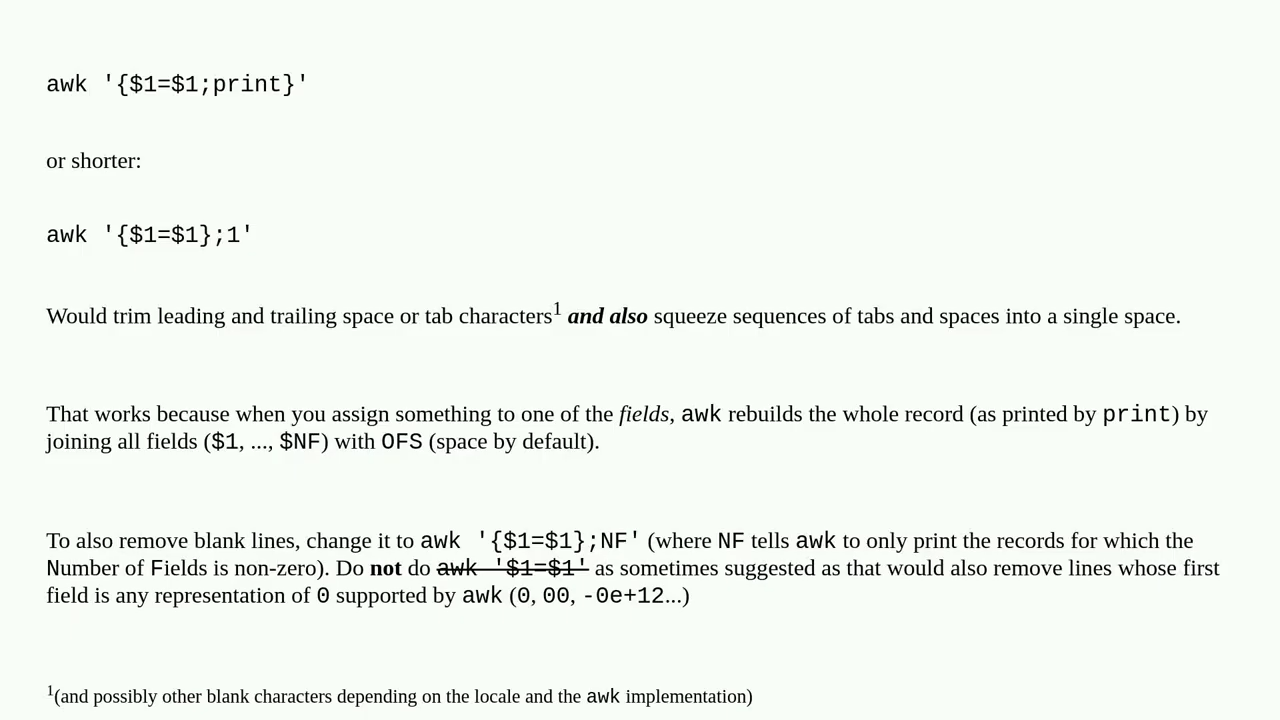 awk '{$1=$1;print}'
or shorter:
awk '{$1=$1};1'
Would trim leading and trailing space or tab characters1 and also squeeze sequences of tabs and spaces into a single space.
That works because when you assign something to one of the fields, awk rebuilds the whole record (as printed by print) by
joining all fields ($1, ..., $NF) with OFS (space by default).
To also remove blank lines, change it to awk '{$1=$1};NF' (where NF tells awk to only print the records for which the
Number of Fields is non-zero). Do not do awk '$1=$1' as sometimes suggested as that would also remove lines whose first
field is any representation of 0 supported by awk (0, 00, -0e+12...)
1(and possibly other blank characters depending on the locale and the awk implementation)